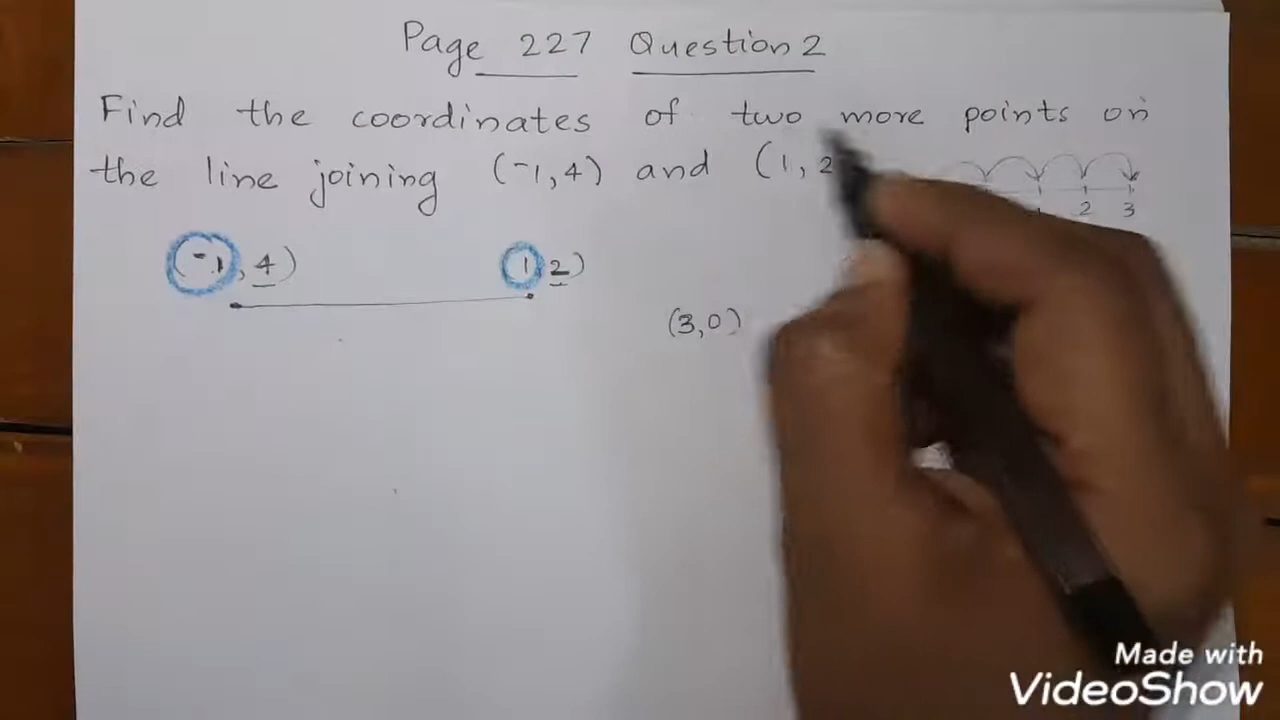 Page 227 Question 2
Find the coordinates of two more points on
the line joining (-1, 4) and (1, 2
2 3
(-1, 4) 1 2)
(3, 0)
Made with
VideoShow